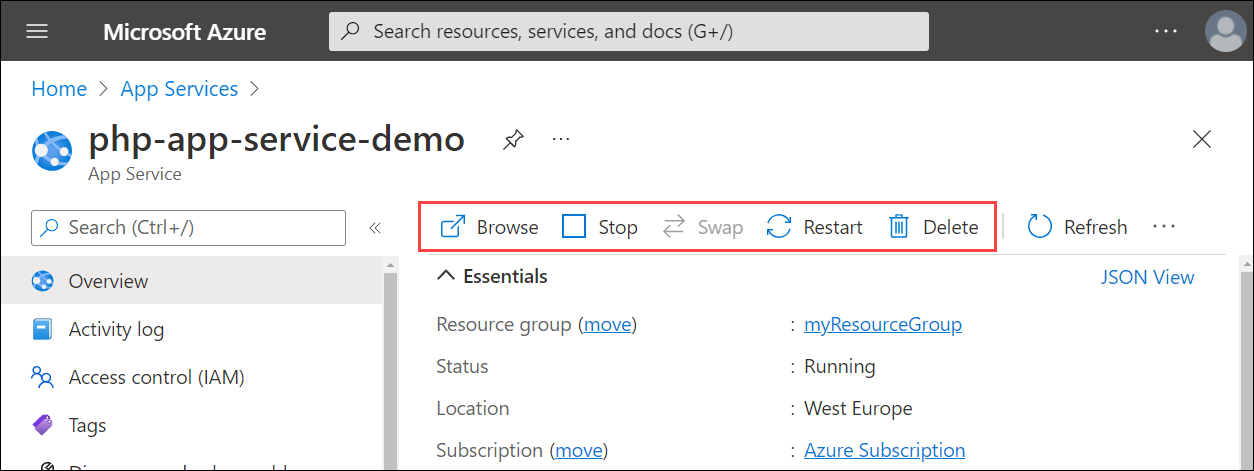 Microsoft Azure
Search resources, services, and docs (G+/)
Home > App Services >
php-app-service-demo
App Service
Search (Ctrl+/)
Browse Stop Swap Restart Delete Refresh
Overview
Activity log
Access control (IAM)
Tags
Essentials
JSON View
Resource group (move) : myResourceGroup
Status : Running
Location : West Europe
Subscription (move) : Azure Subscription